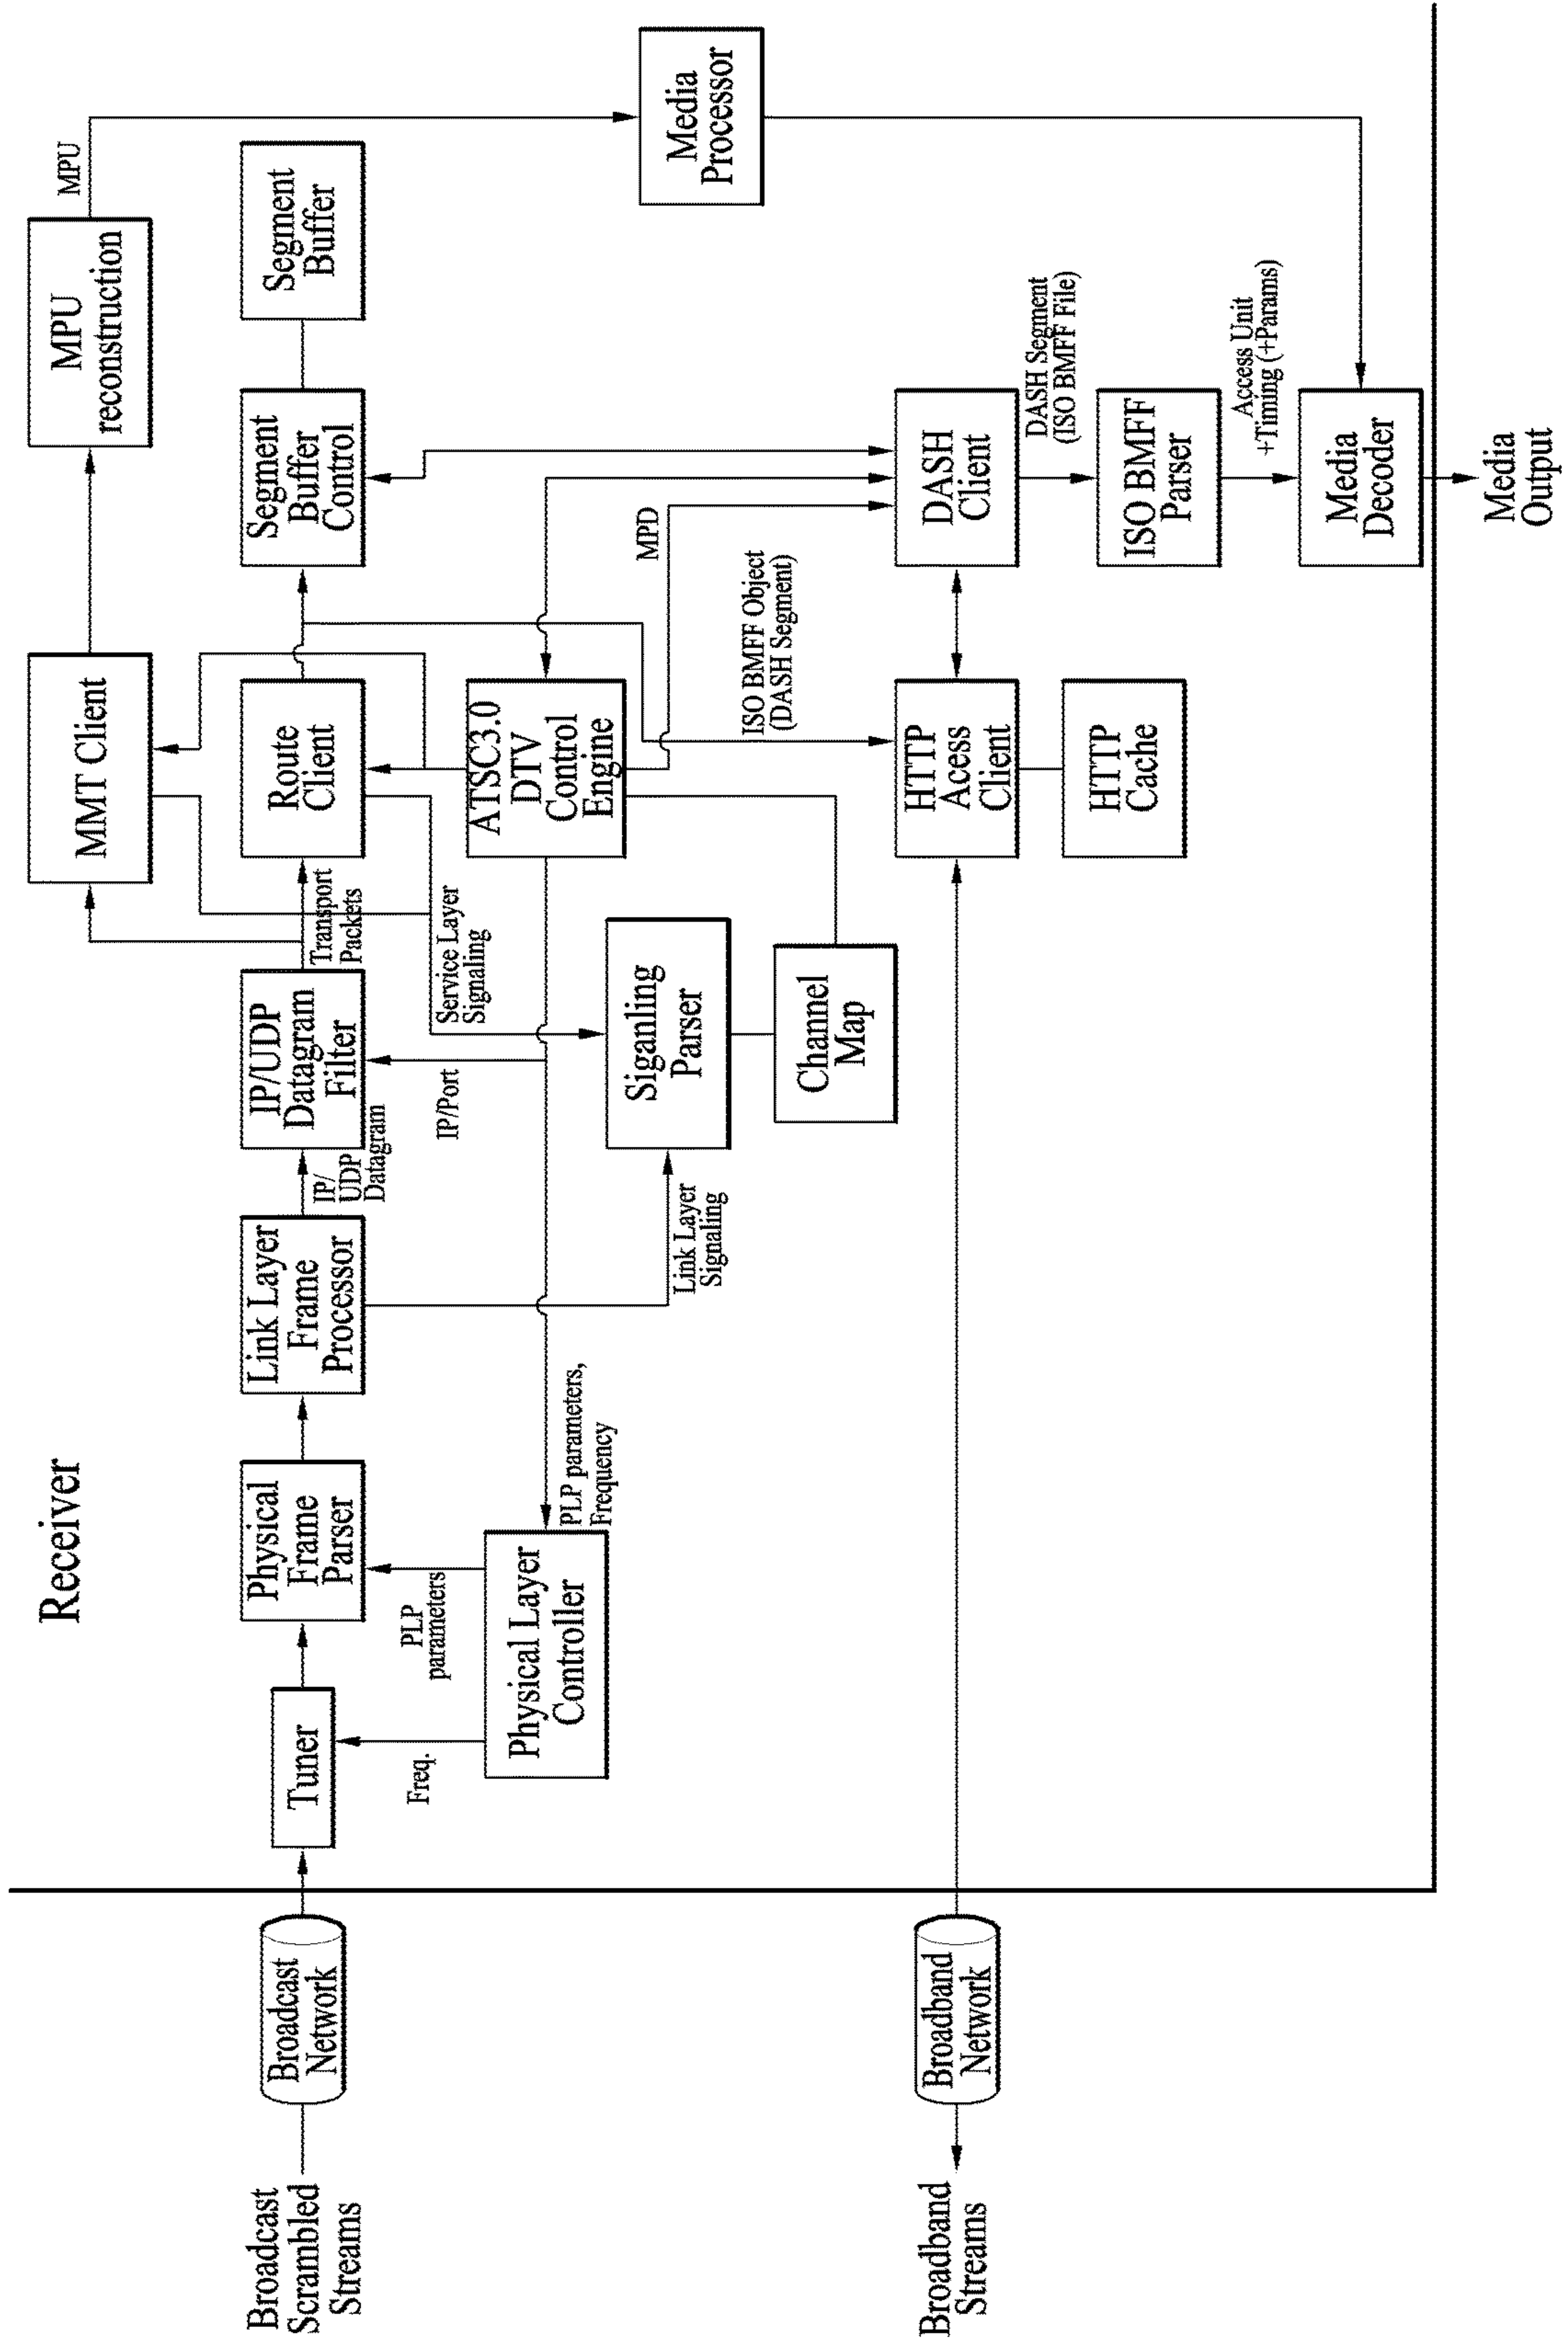 Receiver
Broadcast
Scrambled
Streams
Broadcast
Network
Tuner
Freq.
Physical
Frame
Parser
PLP
parameters
Physical Layer
Controller
PLP parameters,
Frequency
Link Layer
Frame
Processor
Link Layer
Signaling
IP/
UDP
Datagram
IP/UDP
Datagram
Filter
IP/Port
Transport
Packets
Service Layer
Signaling
Siganling
Parser
Channel
Map
MMT Client
Route
Client
ATSC3.0
DTV
Control
Engine
MPU
reconstruction
MPU
Segment
Buffer
Control
Segment
Buffer
Media
Processor
MPD
ISO BMFF Object
(DASH Segment)
Broadband
Streams
Broadband
Network
HTTP
Acess
Client
HTTP
Cache
DASH
Client
DASH Segment
(ISO BMFF File)
ISO BMFF
Parser
Access Unit
+Timing (+Params)
Media
Decoder
Media
Output